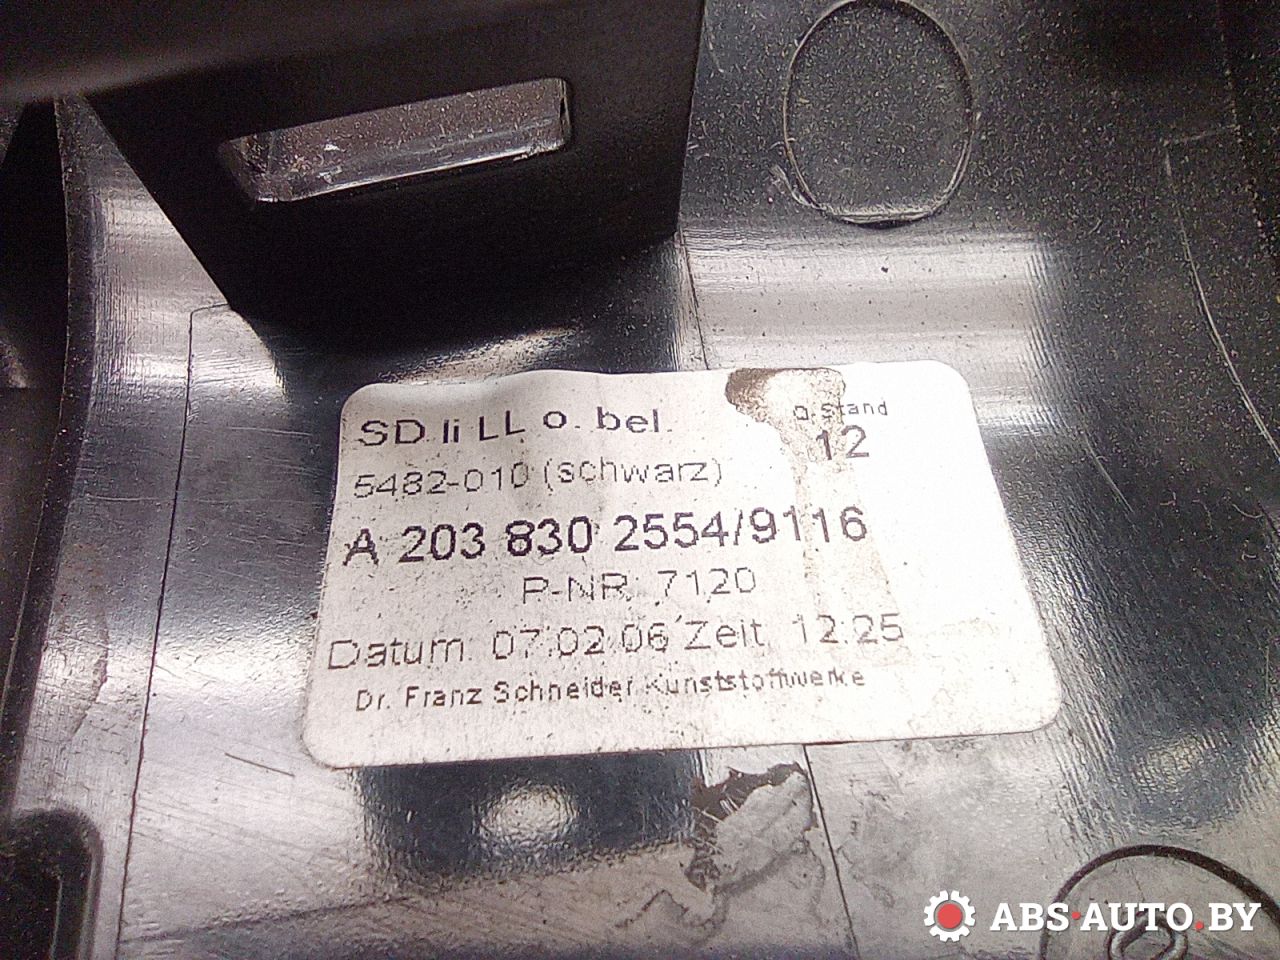 SD li LL o. bel.
Q.Stand
5482-010 (schwarz)
12
A 203 830 2554/9116
P-NR. 7120
Datum: 07.02.06 Zeit: 12:25
Dr. Franz Schneider Kunststoffwerke
ABS-AUTO.BY